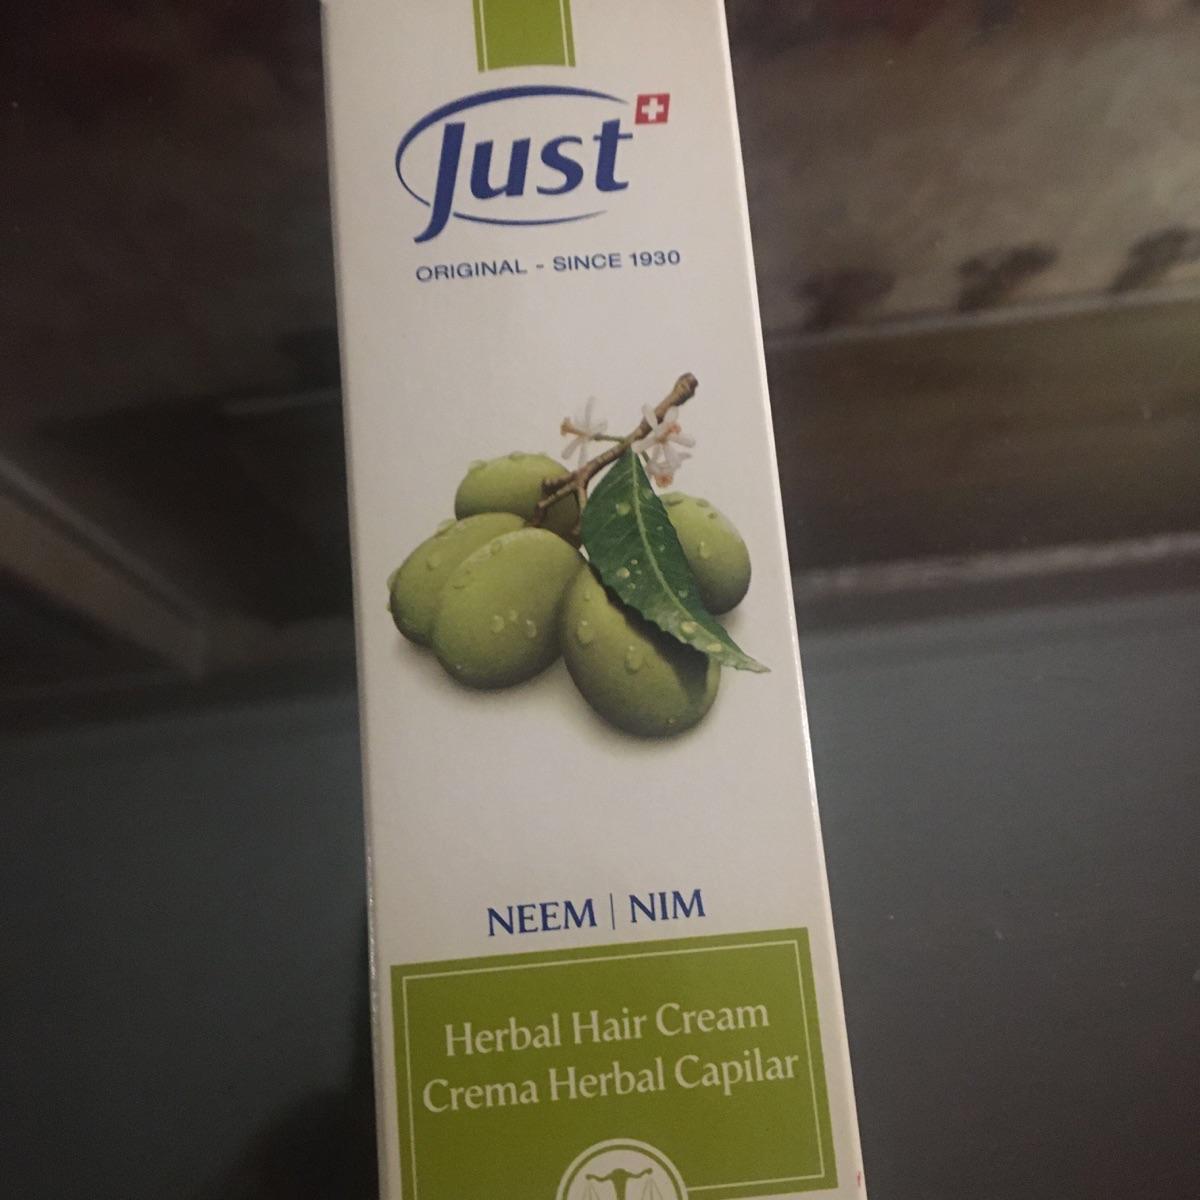 Just
ORIGINAL - SINCE 1930
NEEM | NIM
Herbal Hair Cream
Crema Herbal Capilar